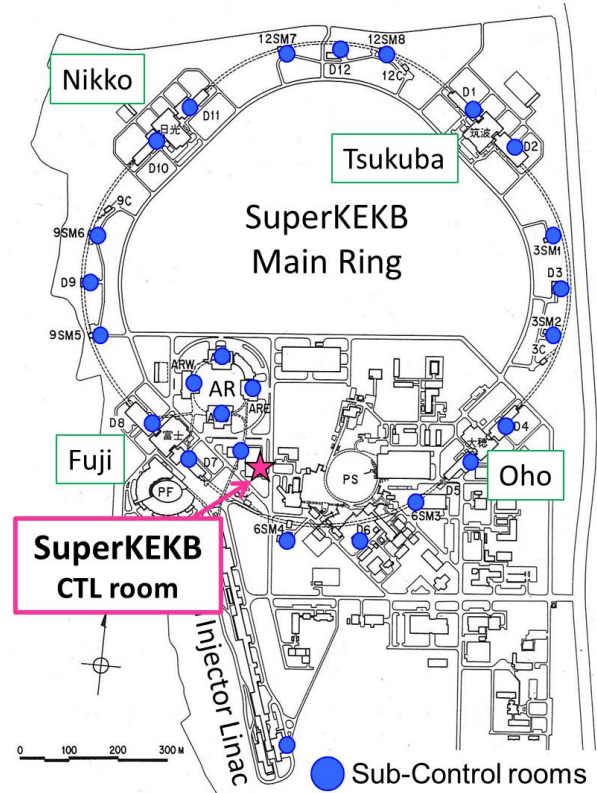 12SM7
12SM8
D12
12C
Nikko
D11
日光
D10
D1
筑波
D2
Tsukuba
9C
9SM6
D9
9SM5
SuperKEKB
Main Ring
3SM1
D3
3SM2
3C
ARW
AR
ARE
D8
富士
D7
Fuji
PF
D4
大穂
D5
Oho
PS
6SM3
6SM4
D6
SuperKEKB
CTL room
Injector Linac
0 100 200 300 M
Sub-Control rooms